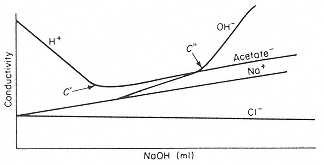 OH⁻
H⁺
C''
Acetate⁻
Na⁺
C'
Cl⁻
Conductivity
NaOH (ml)